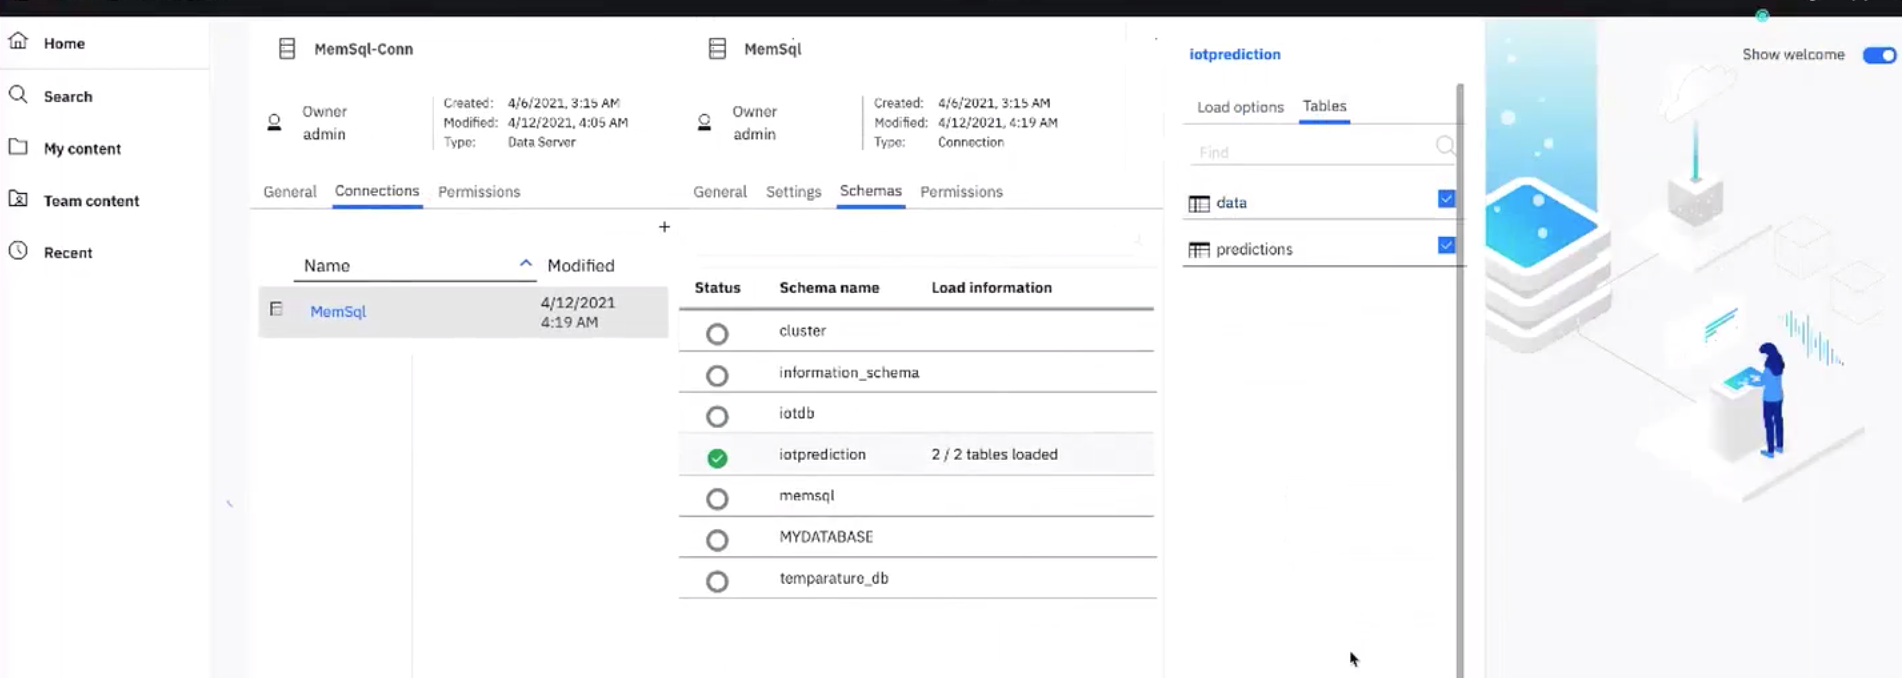 Home
Search
My content
Team content
Recent
MemSql-Conn
Owner
admin
Created: 4/6/2021, 3:15 AM
Modified: 4/12/2021, 4:05 AM
Type: Data Server
General Connections Permissions
+
Name Modified
MemSql
4/12/2021
4:19 AM
MemSql
Owner
admin
Created: 4/6/2021, 3:15 AM
Modified: 4/12/2021, 4:19 AM
Type: Connection
General Settings Schemas Permissions
Status Schema name Load information
cluster
information_schema
iotdb
iotprediction 2 / 2 tables loaded
memsql
MYDATABASE
temparature_db
iotprediction
Load options Tables
Find
data
predictions
Show welcome